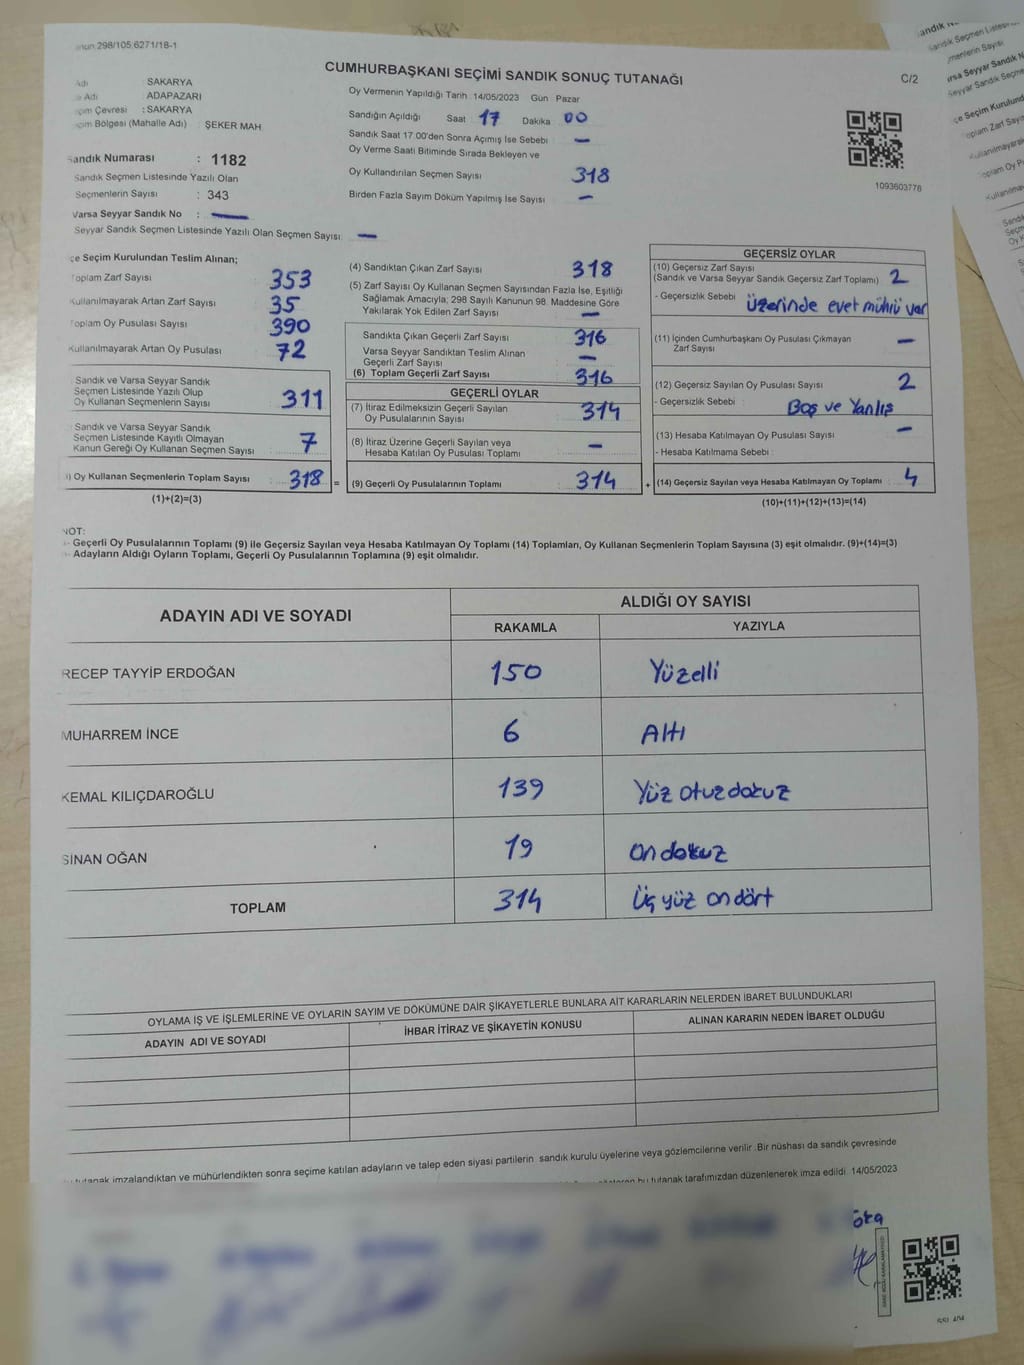 298/105.6271/18-1
CUMHURBAŞKANI SEÇİMİ SANDIK SONUÇ TUTANAĞI
C/2
Adı SAKARYA
Adı ADAPAZARI
Çevresi : SAKARYA
Bölgesi (Mahalle Adı) : ŞEKER MAH
Sandık Numarası : 1182
Sandık Seçmen Listesinde Yazılı Olan
Seçmenlerin Sayısı : 343
Varsa Seyyar Sandık No : —
Seyyar Sandık Seçmen Listesinde Yazılı Olan Seçmen Sayısı: —
Oy Vermenin Yapıldığı Tarih : 14/05/2023 Gün : Pazar
Sandığın Açıldığı Saat 17 Dakika 00
Sandık Saat 17.00'den Sonra Açımış İse Sebebi —
Oy Verme Saati Bitiminde Sırada Bekleyen ve
Oy Kullandırılan Seçmen Sayısı 318
Birden Fazla Sayım Döküm Yapılmış İse Sayısı —
1093603776
Seçim Kurulundan Teslim Alınan;
Toplam Zarf Sayısı 353
Kullanılmayarak Artan Zarf Sayısı 35
Toplam Oy Pusulası Sayısı 390
Kullanılmayarak Artan Oy Pusulası 72
Sandık ve Varsa Seyyar Sandık
Seçmen Listesinde Yazılı Olup
Oy Kullanan Seçmenlerin Sayısı 311
Sandık ve Varsa Seyyar Sandık
Seçmen Listesinde Kayıtlı Olmayan
Kanun Gereği Oy Kullanan Seçmen Sayısı 7
Oy Kullanan Seçmenlerin Toplam Sayısı 318 =
(1)+(2)=(3)
(4) Sandıktan Çıkan Zarf Sayısı 318
(5) Zarf Sayısı Oy Kullanan Seçmen Sayısından Fazla İse, Eşitliği
Sağlamak Amacıyla; 298 Sayılı Kanunun 98. Maddesine Göre
Yakılarak Yok Edilen Zarf Sayısı —
Sandıkta Çıkan Geçerli Zarf Sayısı 316
Varsa Seyyar Sandıktan Teslim Alınan
Geçerli Zarf Sayısı —
(6) Toplam Geçerli Zarf Sayısı 316
GEÇERLİ OYLAR
(7) İtiraz Edilmeksizin Geçerli Sayılan
Oy Pusulalarının Sayısı 314
(8) İtiraz Üzerine Geçerli Sayılan veya
Hesaba Katılan Oy Pusulası Toplamı —
(9) Geçerli Oy Pusulalarının Toplamı 314 +
GEÇERSİZ OYLAR
(10) Geçersiz Zarf Sayısı
(Sandık ve Varsa Seyyar Sandık Geçersiz Zarf Toplamı) 2
- Geçersizlik Sebebi üzerinde evet mührü var
(11) İçinden Cumhurbaşkanı Oy Pusulası Çıkmayan
Zarf Sayısı —
(12) Geçersiz Sayılan Oy Pusulası Sayısı 2
- Geçersizlik Sebebi : Boş ve Yanlış
(13) Hesaba Katılmayan Oy Pusulası Sayısı —
- Hesaba Katılmama Sebebi :
(14) Geçersiz Sayılan veya Hesaba Katılmayan Oy Toplamı : 4
(10)+(11)+(12)+(13)=(14)
NOT:
- Geçerli Oy Pusulalarının Toplamı (9) ile Geçersiz Sayılan veya Hesaba Katılmayan Oy Toplamı (14) Toplamları, Oy Kullanan Seçmenlerin Toplam Sayısına (3) eşit olmalıdır. (9)+(14)=(3)
- Adayların Aldığı Oyların Toplamı, Geçerli Oy Pusulalarının Toplamına (9) eşit olmalıdır.
ADAYIN ADI VE SOYADI
ALDIĞI OY SAYISI
RAKAMLA YAZIYLA
RECEP TAYYİP ERDOĞAN 150 Yüzelli
MUHARREM İNCE 6 Altı
KEMAL KILIÇDAROĞLU 139 Yüz otuz dokuz
SİNAN OĞAN 19 on dokuz
TOPLAM 314 Üç yüz on dört
OYLAMA İŞ VE İŞLEMLERİNE VE OYLARIN SAYIM VE DÖKÜMÜNE DAİR ŞİKAYETLERLE BUNLARA AİT KARARLARIN NELERDEN İBARET BULUNDUKLARI
ADAYIN ADI VE SOYADI İHBAR İTİRAZ VE ŞİKAYETİN KONUSU ALINAN KARARIN NEDEN İBARET OLDUĞU
tutanak imzalandıktan ve mühürlendikten sonra seçime katılan adayların ve talep eden siyasi partilerin sandık kurulu üyelerine veya gözlemcilerine verilir. Bir nüshası da sandık çevresinde
bu tutanak tarafımızdan düzenlenerek imza edildi. 14/05/2023